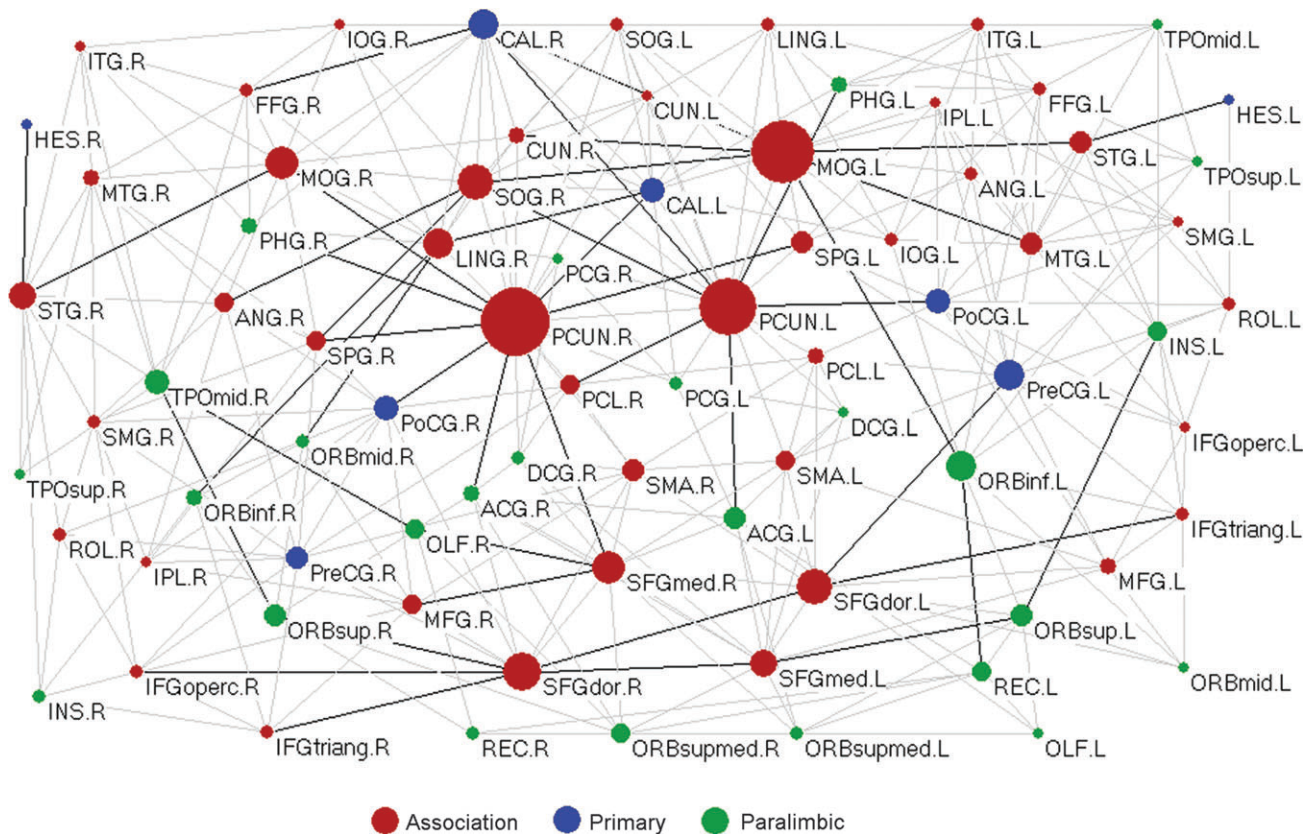 IOG.R
CAL.R
SOG.L
LING.L
ITG.L
TPOmid.L
ITG.R
FFG.R
CUN.L
PHG.L
IPL.L
FFG.L
HES.L
HES.R
CUN.R
MOG.L
STG.L
MTG.R
MOG.R
SOG.R
CAL.L
ANG.L
TPOsup.L
PHG.R
LING.R
PCG.R
SPG.L
IOG.L
MTG.L
SMG.L
STG.R
ANG.R
SPG.R
PCUN.R
PCUN.L
PoCG.L
ROL.L
INS.L
TPOmid.R
PoCG.R
PCL.R
PCG.L
PCL.L
DCG.L
PreCG.L
SMG.R
ORBmid.R
DCG.R
SMA.R
SMA.L
ORBinf.L
IFGoperc.L
TPOsup.R
ORBinf.R
ACG.R
ACG.L
IFGtriang.L
ROL.R
IPL.R
PreCG.R
OLF.R
SFGmed.R
SFGdor.L
MFG.L
ORBsup.R
MFG.R
ORBsup.L
IFGoperc.R
SFGdor.R
SFGmed.L
REC.L
ORBmid.L
INS.R
IFGtriang.R
REC.R
ORBsupmed.R
ORBsupmed.L
OLF.L
Association
Primary
Paralimbic